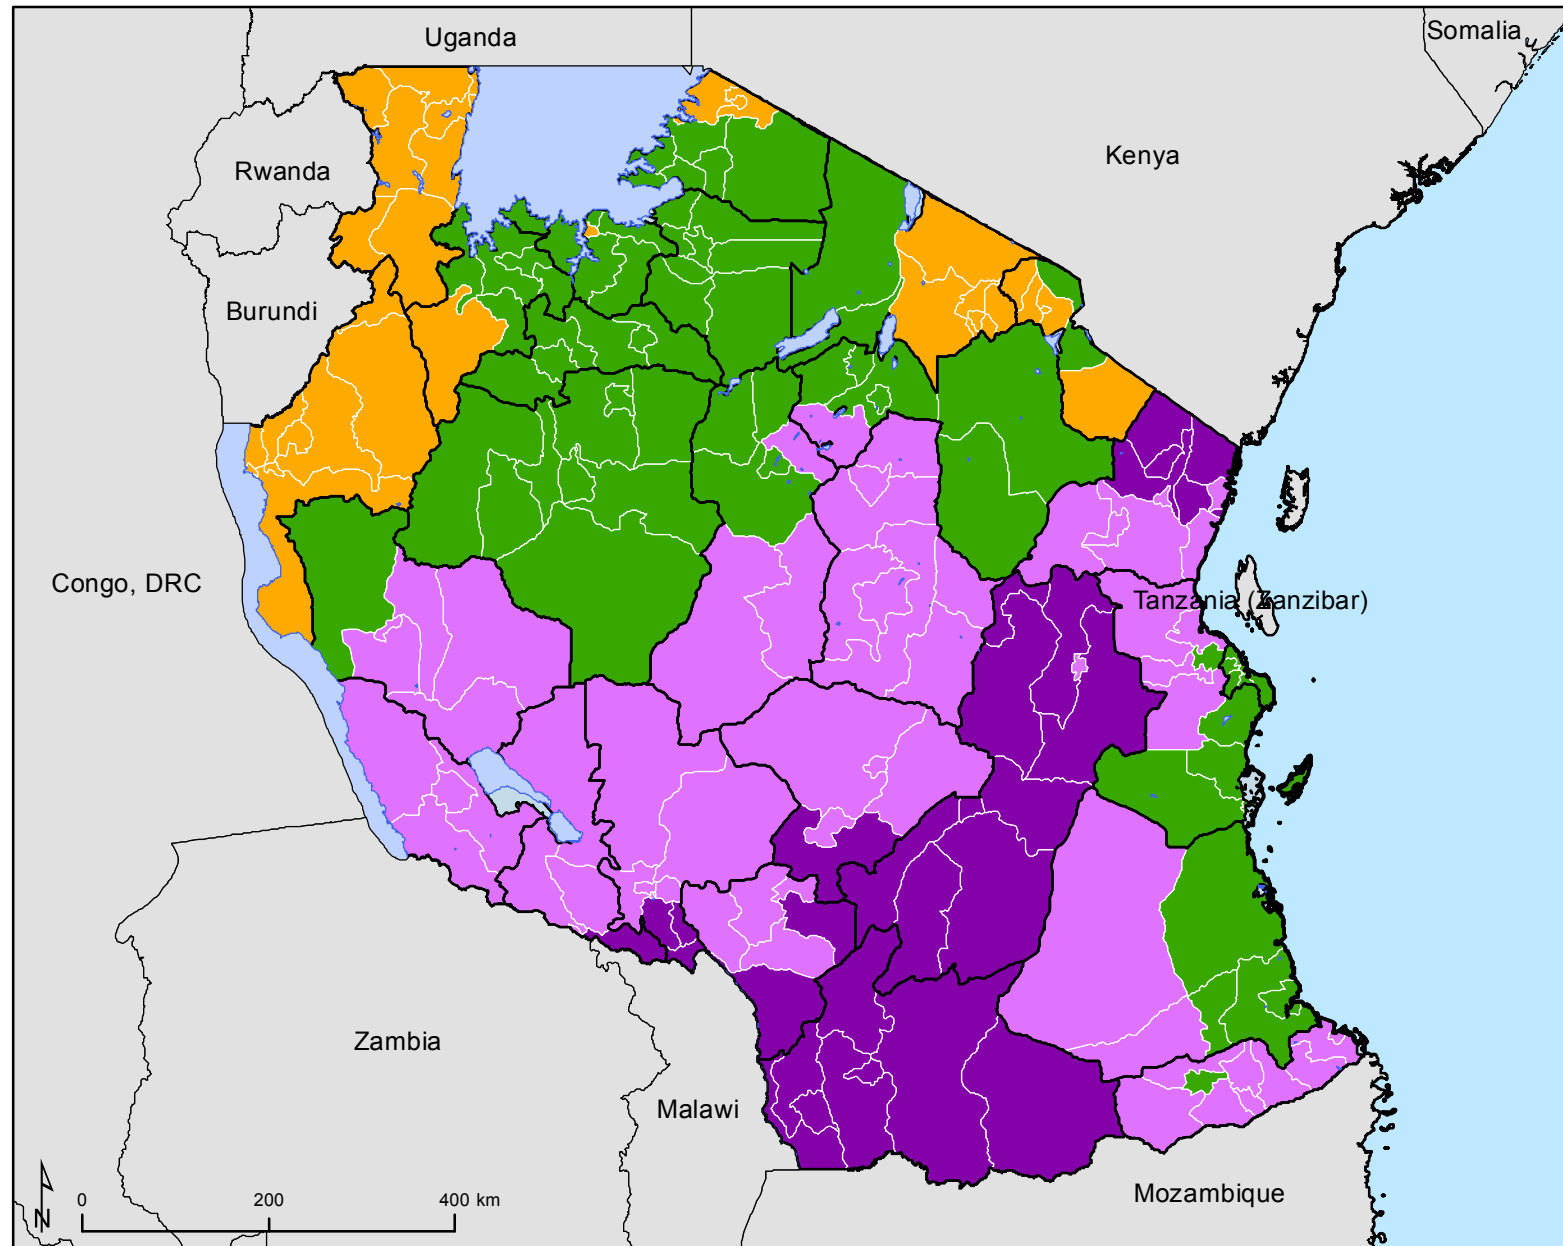 Uganda
Somalia
Kenya
Rwanda
Burundi
Congo, DRC
Tanzania (Zanzibar)
Zambia
Malawi
Mozambique
N
0 200 400 km